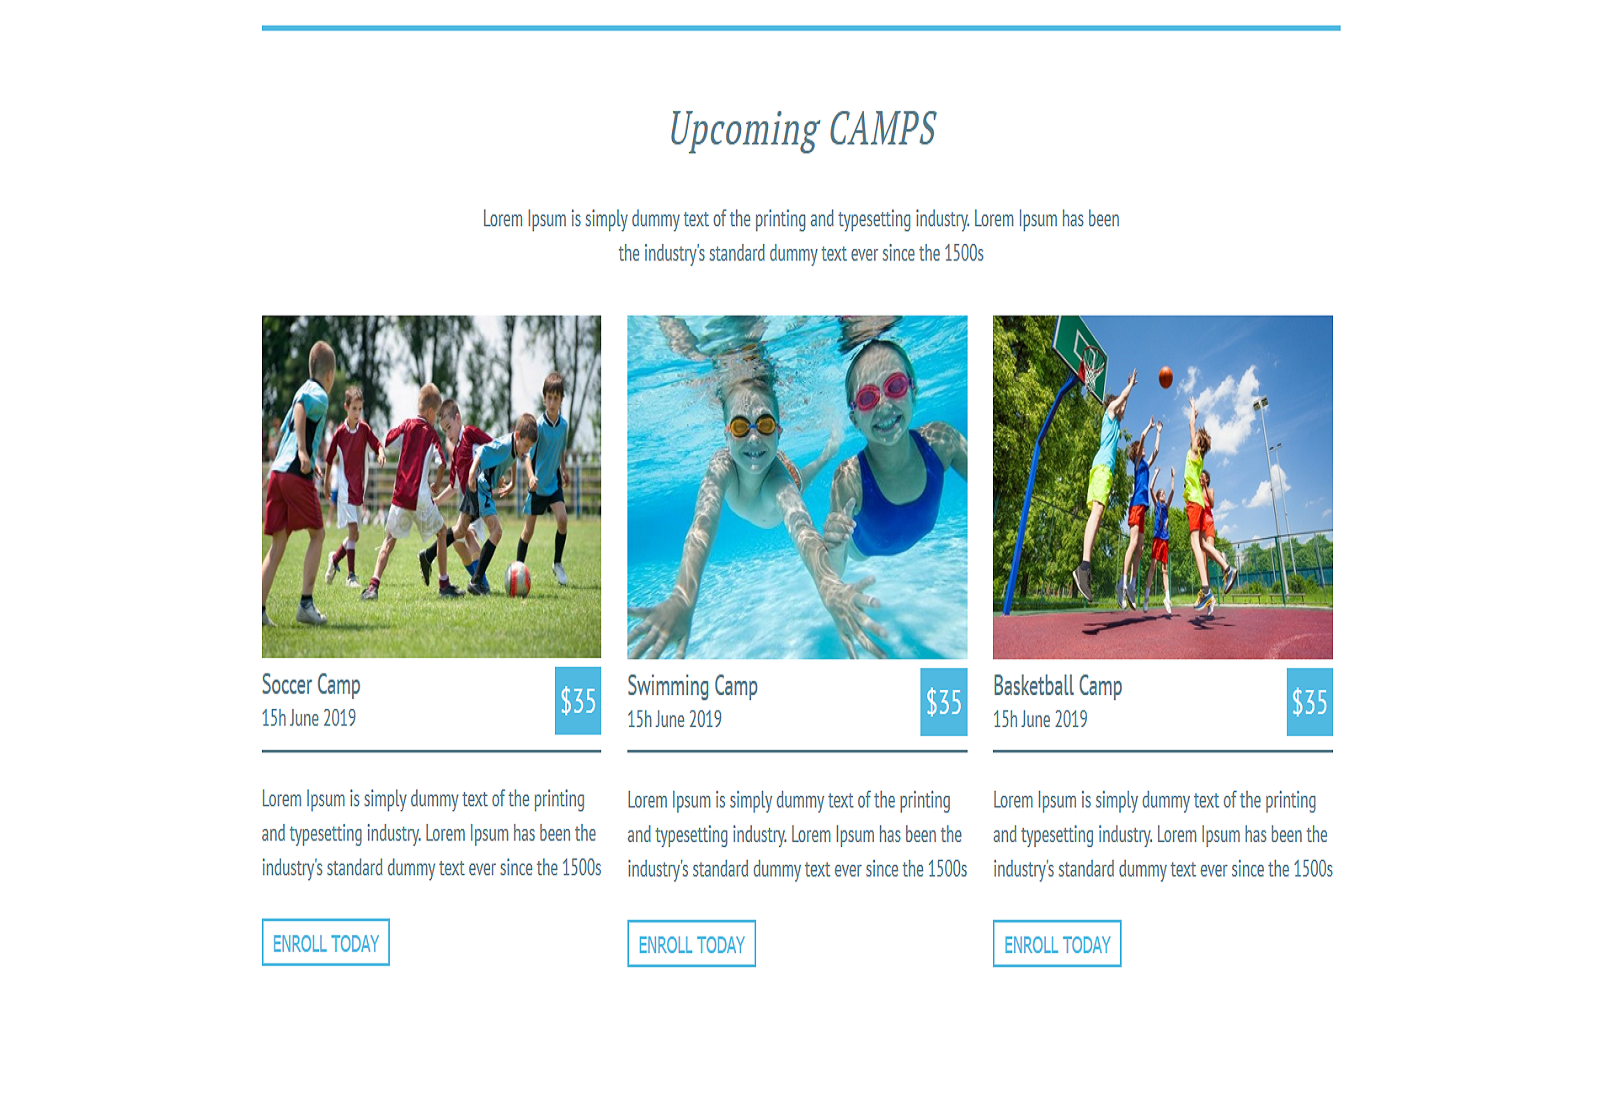 Upcoming CAMPS
Lorem Ipsum is simply dummy text of the printing and typesetting industry. Lorem Ipsum has been
the industry's standard dummy text ever since the 1500s
Soccer Camp
15h June 2019
$35
Lorem Ipsum is simply dummy text of the printing
and typesetting industry. Lorem Ipsum has been the
industry's standard dummy text ever since the 1500s
ENROLL TODAY
Swimming Camp
15h June 2019
$35
Lorem Ipsum is simply dummy text of the printing
and typesetting industry. Lorem Ipsum has been the
industry's standard dummy text ever since the 1500s
ENROLL TODAY
Basketball Camp
15h June 2019
$35
Lorem Ipsum is simply dummy text of the printing
and typesetting industry. Lorem Ipsum has been the
industry's standard dummy text ever since the 1500s
ENROLL TODAY